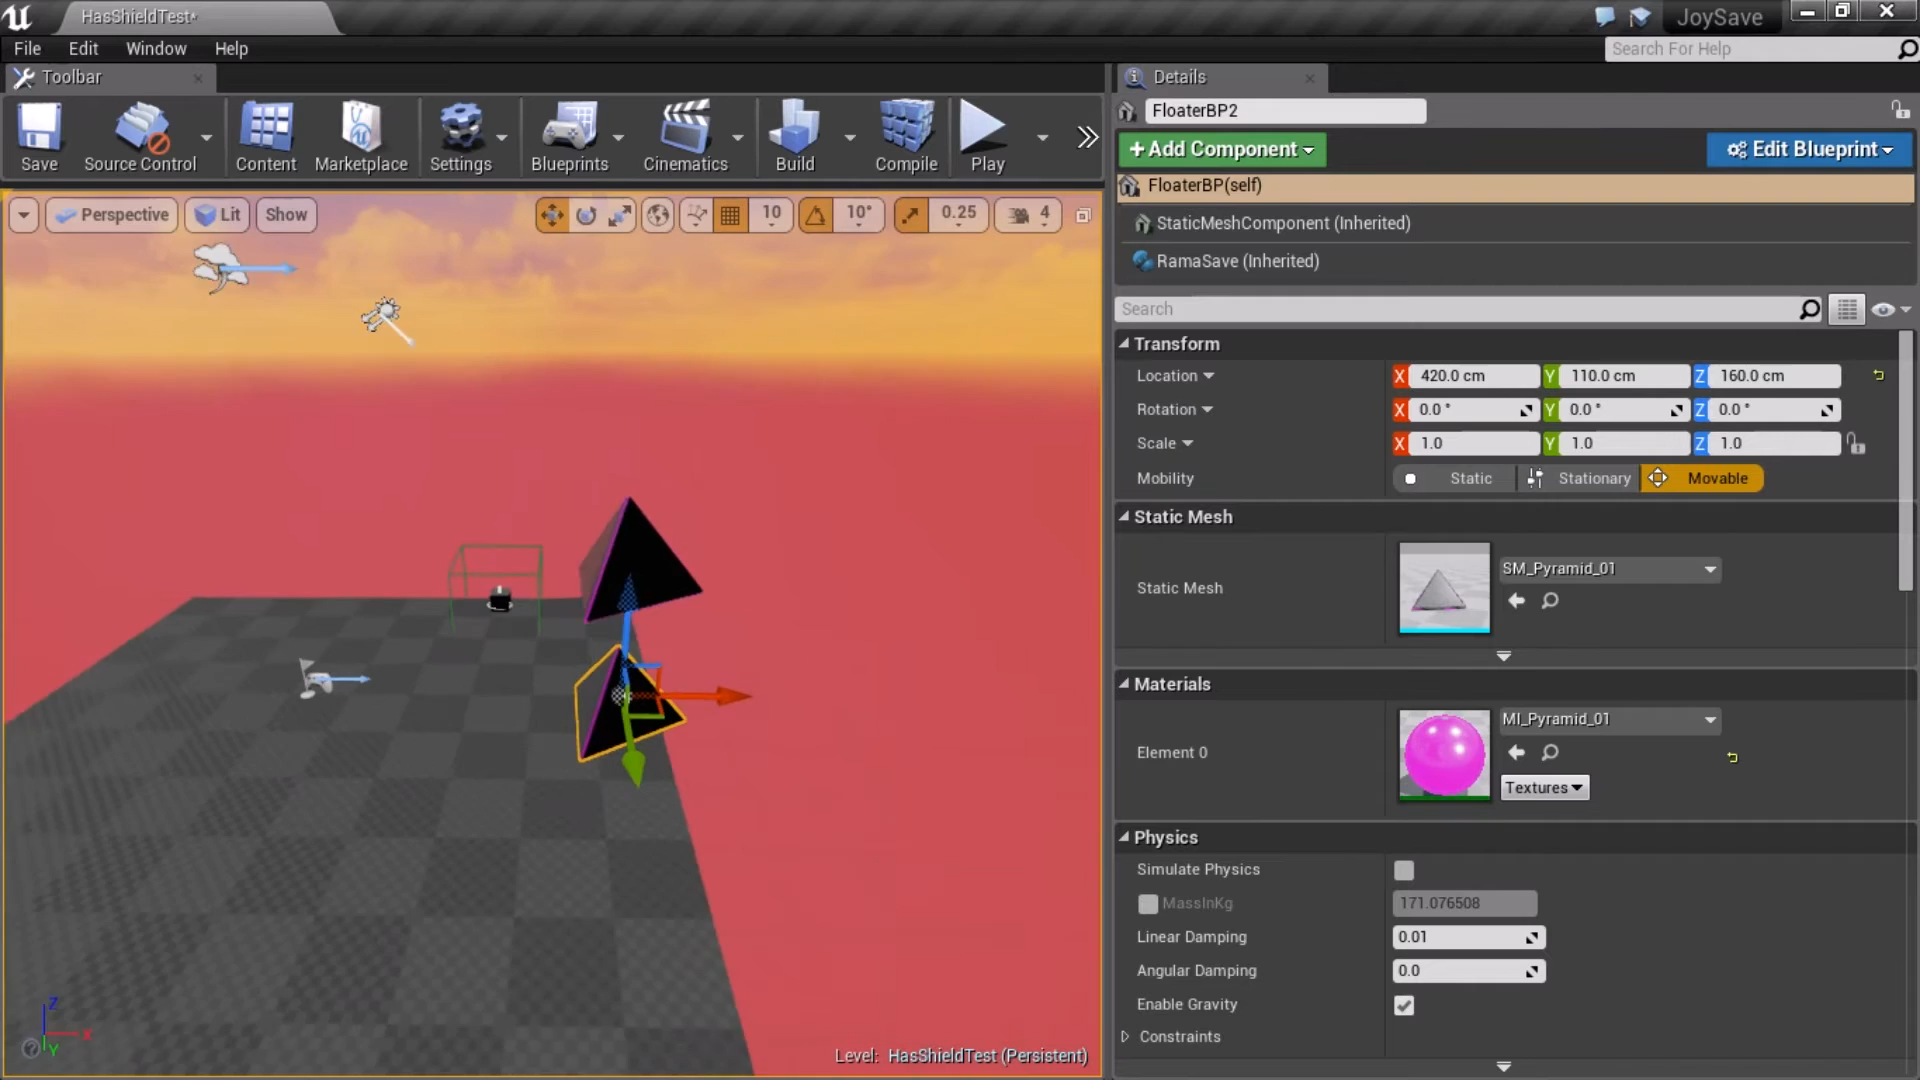 HasShieldTest*
JoySave
File Edit Window Help
Search For Help
Toolbar
Save Source Control Content Marketplace Settings Blueprints Cinematics Build Compile Play
Perspective Lit Show 10 10° 0.25 4
Z
X
Y
Level: HasShieldTest (Persistent)
Details
FloaterBP2
+Add Component Edit Blueprint
FloaterBP(self)
StaticMeshComponent (Inherited)
RamaSave (Inherited)
Search
Transform
Location X 420.0 cm Y 110.0 cm Z 160.0 cm
Rotation X 0.0 ° Y 0.0 ° Z 0.0 °
Scale X 1.0 Y 1.0 Z 1.0
Mobility Static Stationary Movable
Static Mesh
Static Mesh SM_Pyramid_01
Materials
Element 0 MI_Pyramid_01
Textures
Physics
Simulate Physics
MassInKg 171.076508
Linear Damping 0.01
Angular Damping 0.0
Enable Gravity
Constraints